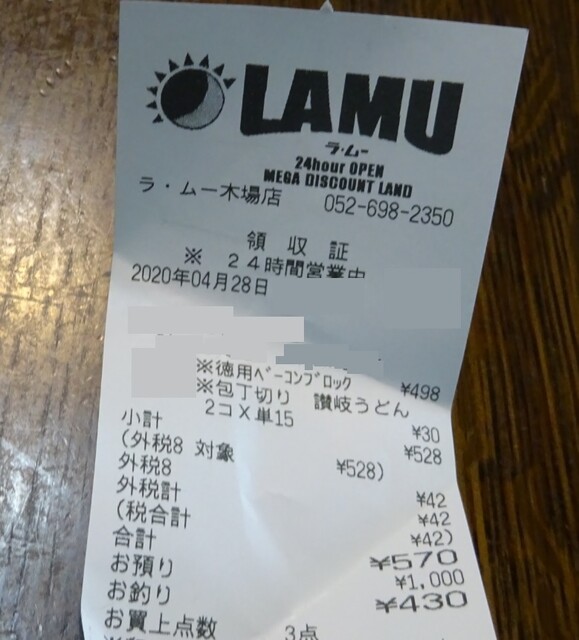 LAMU
ラ・ムー
24hour OPEN
MEGA DISCOUNT LAND
ラ・ムー木場店 052-698-2350
領収証
※ 24時間営業中
2020年04月28日
※徳用ベーコンブロック ¥498
※包丁切り 讃岐うどん
2コX単15 ¥30
小計 ¥528
(外税8 対象 ¥528)
外税8 ¥42
外税計 ¥42
(税合計 ¥42)
合計 ¥570
お預り ¥1,000
お釣り ¥430
お買上点数 3点